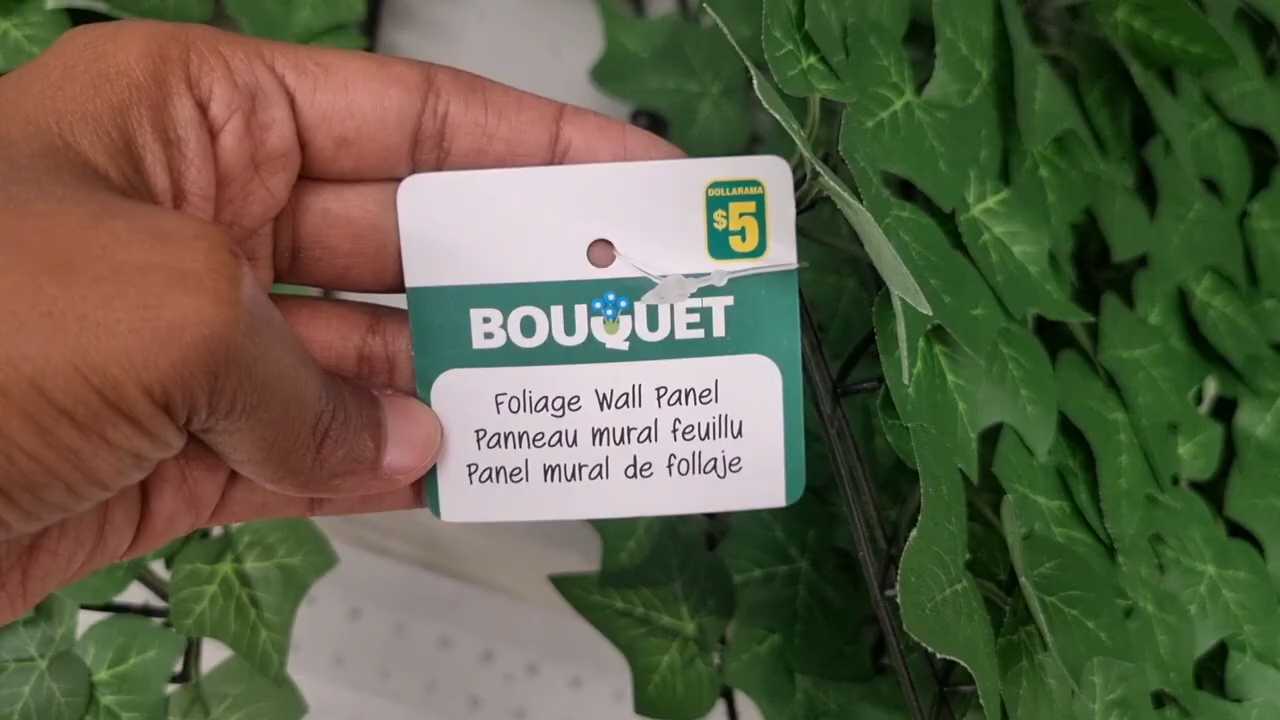 DOLLARAMA
$5
BOUQUET
Foliage Wall Panel
Panneau mural feuillu
Panel mural de follaje